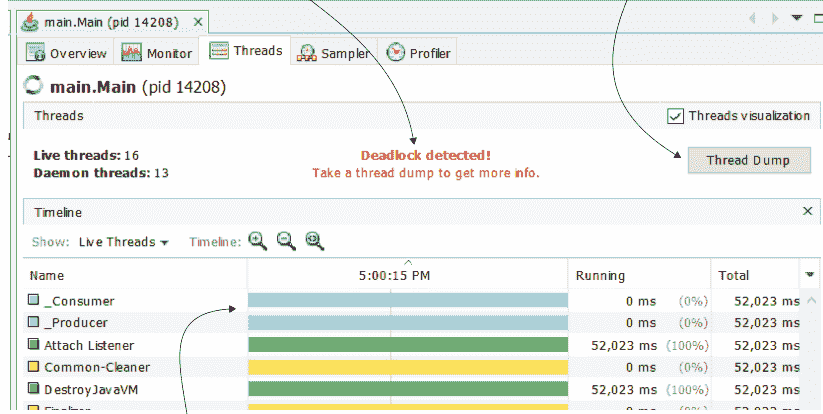 main.Main (pid 14208)
Overview Monitor Threads Sampler Profiler
main.Main (pid 14208)
Threads Threads visualization
Live threads: 16
Daemon threads: 13
Deadlock detected!
Take a thread dump to get more info.
Thread Dump
Timeline
Show: Live Threads Timeline:
Name 5:00:15 PM Running Total
_Consumer 0 ms (0%) 52,023 ms
_Producer 0 ms (0%) 52,023 ms
Attach Listener 52,023 ms (100%) 52,023 ms
Common-Cleaner 0 ms (0%) 52,023 ms
DestroyJavaVM 52,023 ms (100%) 52,023 ms